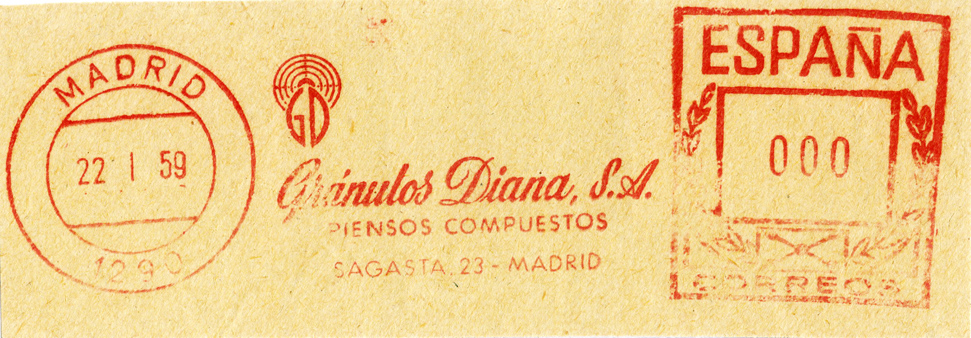 MADRID
22 I 59
1290
GD
Gránulos Diana, S.A.
PIENSOS COMPUESTOS
SAGASTA, 23 - MADRID
ESPAÑA
000
CORREOS